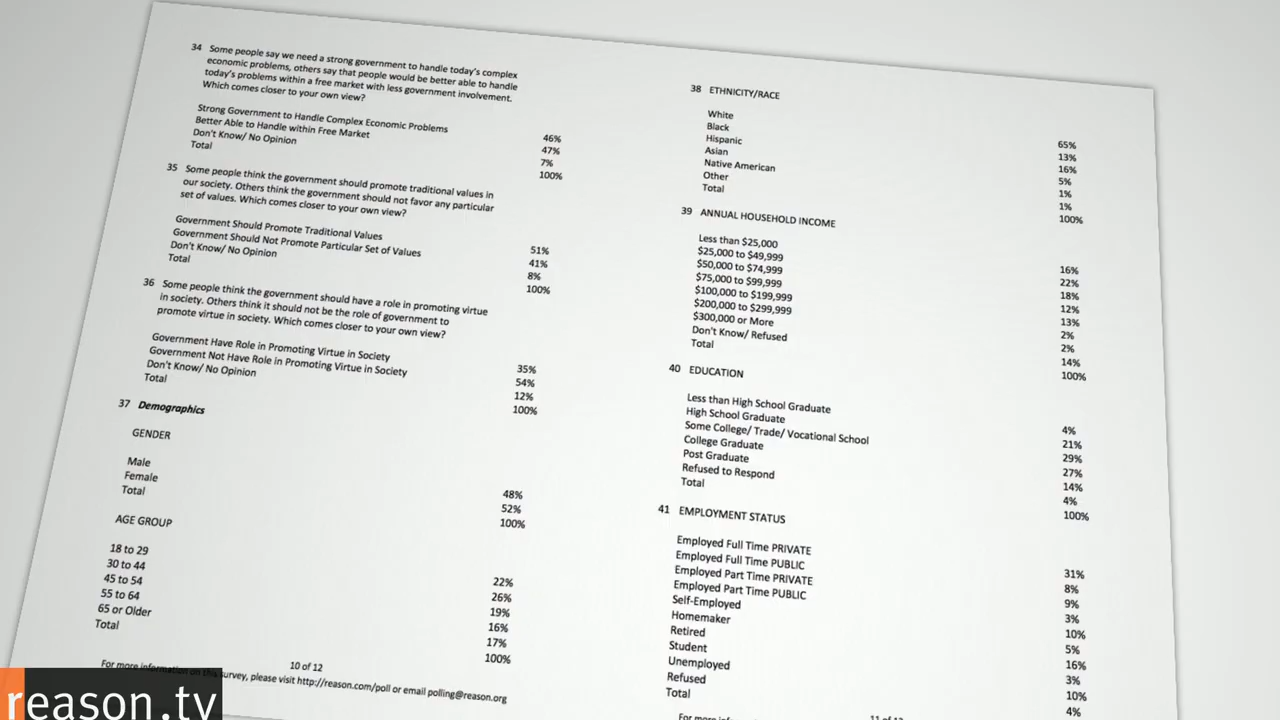 34 Some people say we need a strong government to handle today's complex
economic problems, others say that people would be better able to handle
today's problems within a free market with less government involvement.
Which comes closer to your own view?
Strong Government to Handle Complex Economic Problems 46%
Better Able to Handle within Free Market 47%
Don't Know/ No Opinion 7%
Total 100%
35 Some people think the government should promote traditional values in
our society. Others think the government should not favor any particular
set of values. Which comes closer to your own view?
Government Should Promote Traditional Values 51%
Government Should Not Promote Particular Set of Values 41%
Don't Know/ No Opinion 8%
Total 100%
36 Some people think the government should have a role in promoting virtue
in society. Others think it should not be the role of government to
promote virtue in society. Which comes closer to your own view?
Government Have Role in Promoting Virtue in Society 35%
Government Not Have Role in Promoting Virtue in Society 54%
Don't Know/ No Opinion 12%
Total 100%
37 Demographics
GENDER
Male 48%
Female 52%
Total 100%
AGE GROUP
18 to 29 22%
30 to 44 26%
45 to 54 19%
55 to 64 16%
65 or Older 17%
Total 100%
10 of 12
For more information on this survey, please visit http://reason.com/poll or email polling@reason.org
38 ETHNICITY/RACE
White 65%
Black 13%
Hispanic 16%
Asian 5%
Native American 1%
Other 1%
Total 100%
39 ANNUAL HOUSEHOLD INCOME
Less than $25,000 16%
$25,000 to $49,999 22%
$50,000 to $74,999 18%
$75,000 to $99,999 12%
$100,000 to $199,999 13%
$200,000 to $299,999 2%
$300,000 or More 2%
Don't Know/ Refused 14%
Total 100%
40 EDUCATION
Less than High School Graduate 4%
High School Graduate 21%
Some College/ Trade/ Vocational School 29%
College Graduate 27%
Post Graduate 14%
Refused to Respond 4%
Total 100%
41 EMPLOYMENT STATUS
Employed Full Time PRIVATE 31%
Employed Full Time PUBLIC 8%
Employed Part Time PRIVATE 9%
Employed Part Time PUBLIC 3%
Self-Employed 10%
Homemaker 5%
Retired 16%
Student 3%
Unemployed 10%
Refused 4%
Total
11 of 12
For more
reason.tv